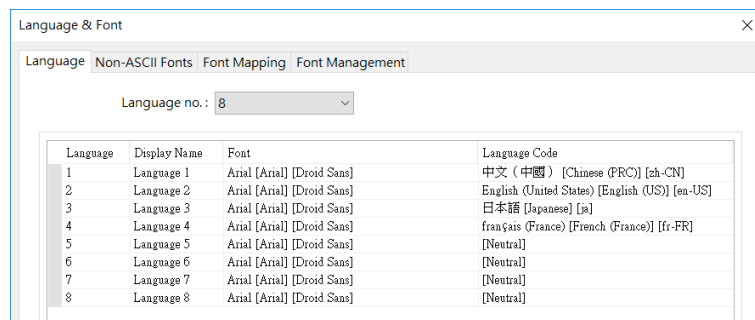 Language & Font
Language Non-ASCII Fonts Font Mapping Font Management
Language no. : 8
Language Display Name Font Language Code
1 Language 1 Arial [Arial] [Droid Sans] 中文（中國） [Chinese (PRC)] [zh-CN]
2 Language 2 Arial [Arial] [Droid Sans] English (United States) [English (US)] [en-US]
3 Language 3 Arial [Arial] [Droid Sans] 日本語 [Japanese] [ja]
4 Language 4 Arial [Arial] [Droid Sans] français (France) [French (France)] [fr-FR]
5 Language 5 Arial [Arial] [Droid Sans] [Neutral]
6 Language 6 Arial [Arial] [Droid Sans] [Neutral]
7 Language 7 Arial [Arial] [Droid Sans] [Neutral]
8 Language 8 Arial [Arial] [Droid Sans] [Neutral]